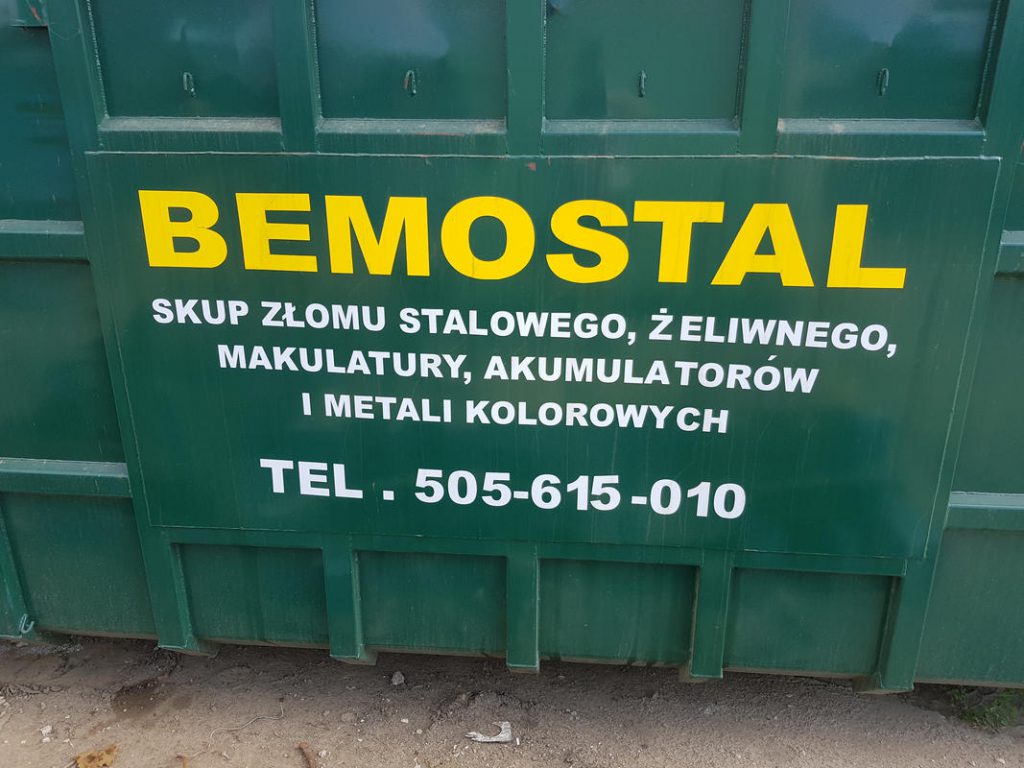 BEMOSTAL
SKUP ZŁOMU STALOWEGO, ŻELIWNEGO,
MAKULATURY, AKUMULATORÓW
I METALI KOLOROWYCH
TEL. 505-615-010